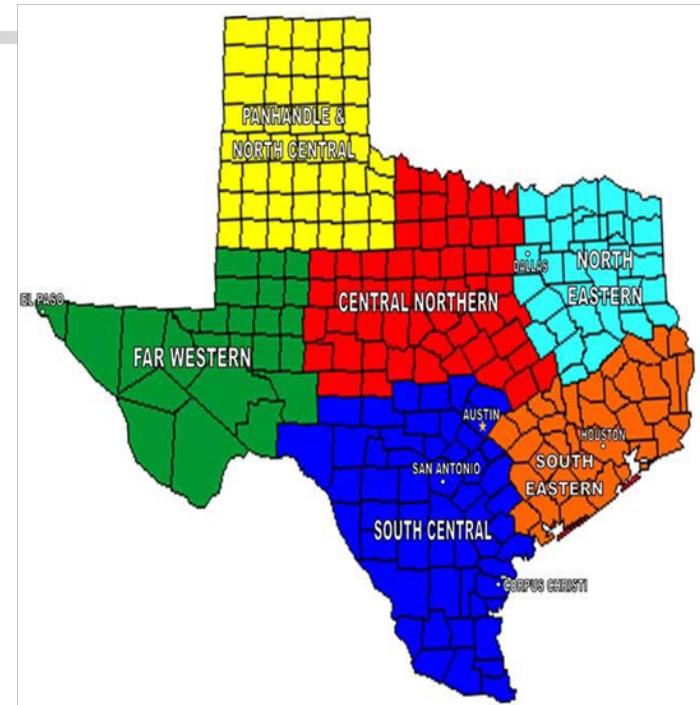 PANHANDLE &
NORTH CENTRAL
DALLAS
NORTH
EASTERN
EL PASO
CENTRAL NORTHERN
FAR WESTERN
AUSTIN
HOUSTON
SAN ANTONIO
SOUTH
EASTERN
SOUTH CENTRAL
CORPUS CHRISTI